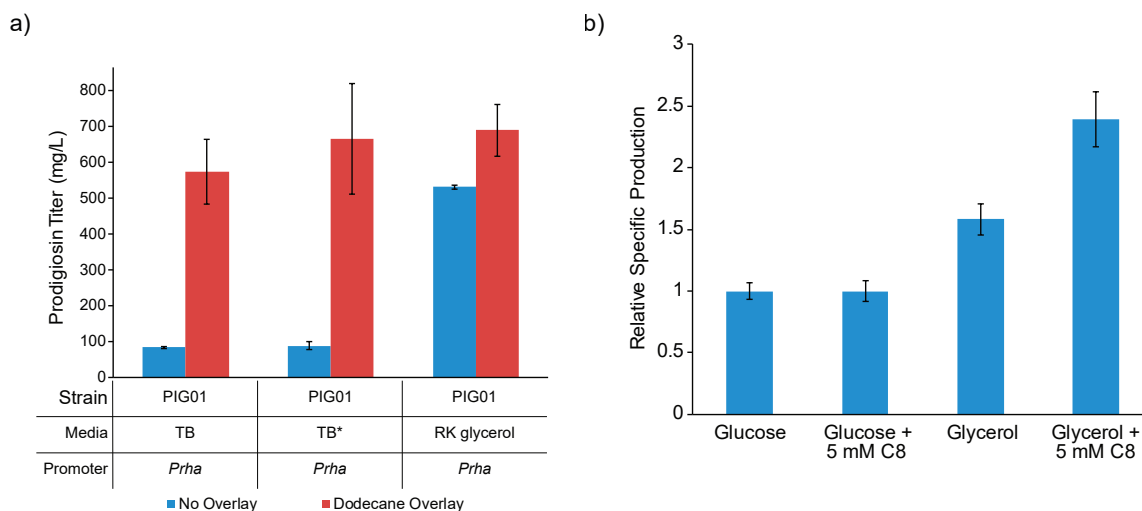 a)
Prodigiosin Titer (mg/L)
800
700
600
500
400
300
200
100
0
Strain PIG01 PIG01 PIG01
Media TB TB* RK glycerol
Promoter Prha Prha Prha
No Overlay Dodecane Overlay
b)
Relative Specific Production
3
2.5
2
1.5
1
0.5
0
Glucose Glucose + Glycerol Glycerol +
5 mM C8 5 mM C8